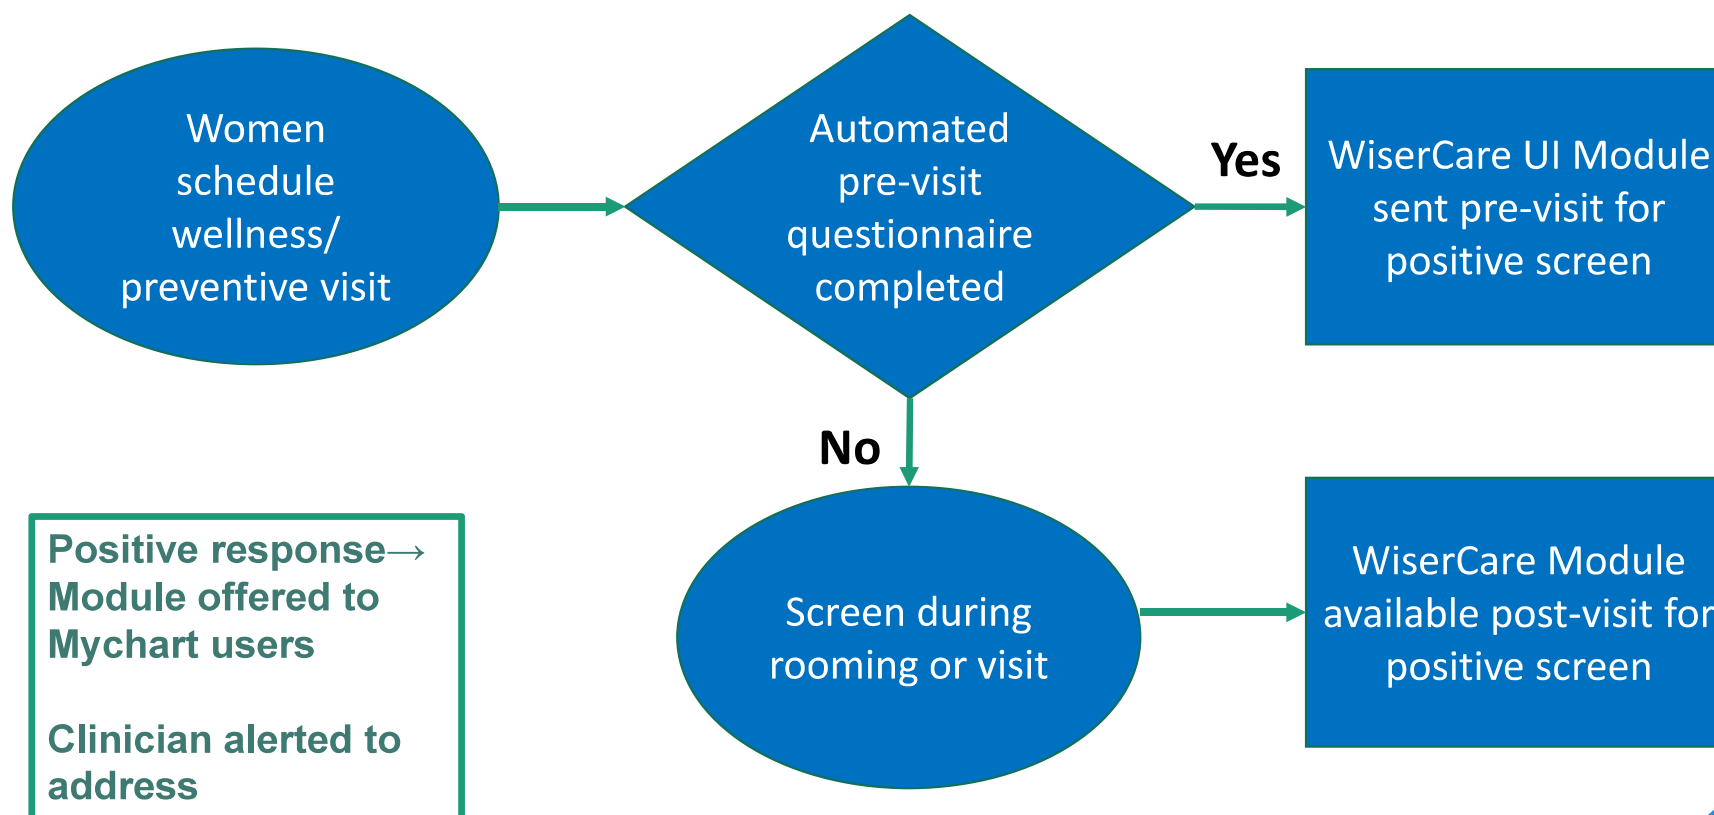 Women
schedule
wellness/
preventive visit
Automated
pre-visit
questionnaire
completed
Yes
WiserCare UI Module
sent pre-visit for
positive screen
No
Screen during
rooming or visit
WiserCare Module
available post-visit for
positive screen
Positive response→
Module offered to
Mychart users
Clinician alerted to
address